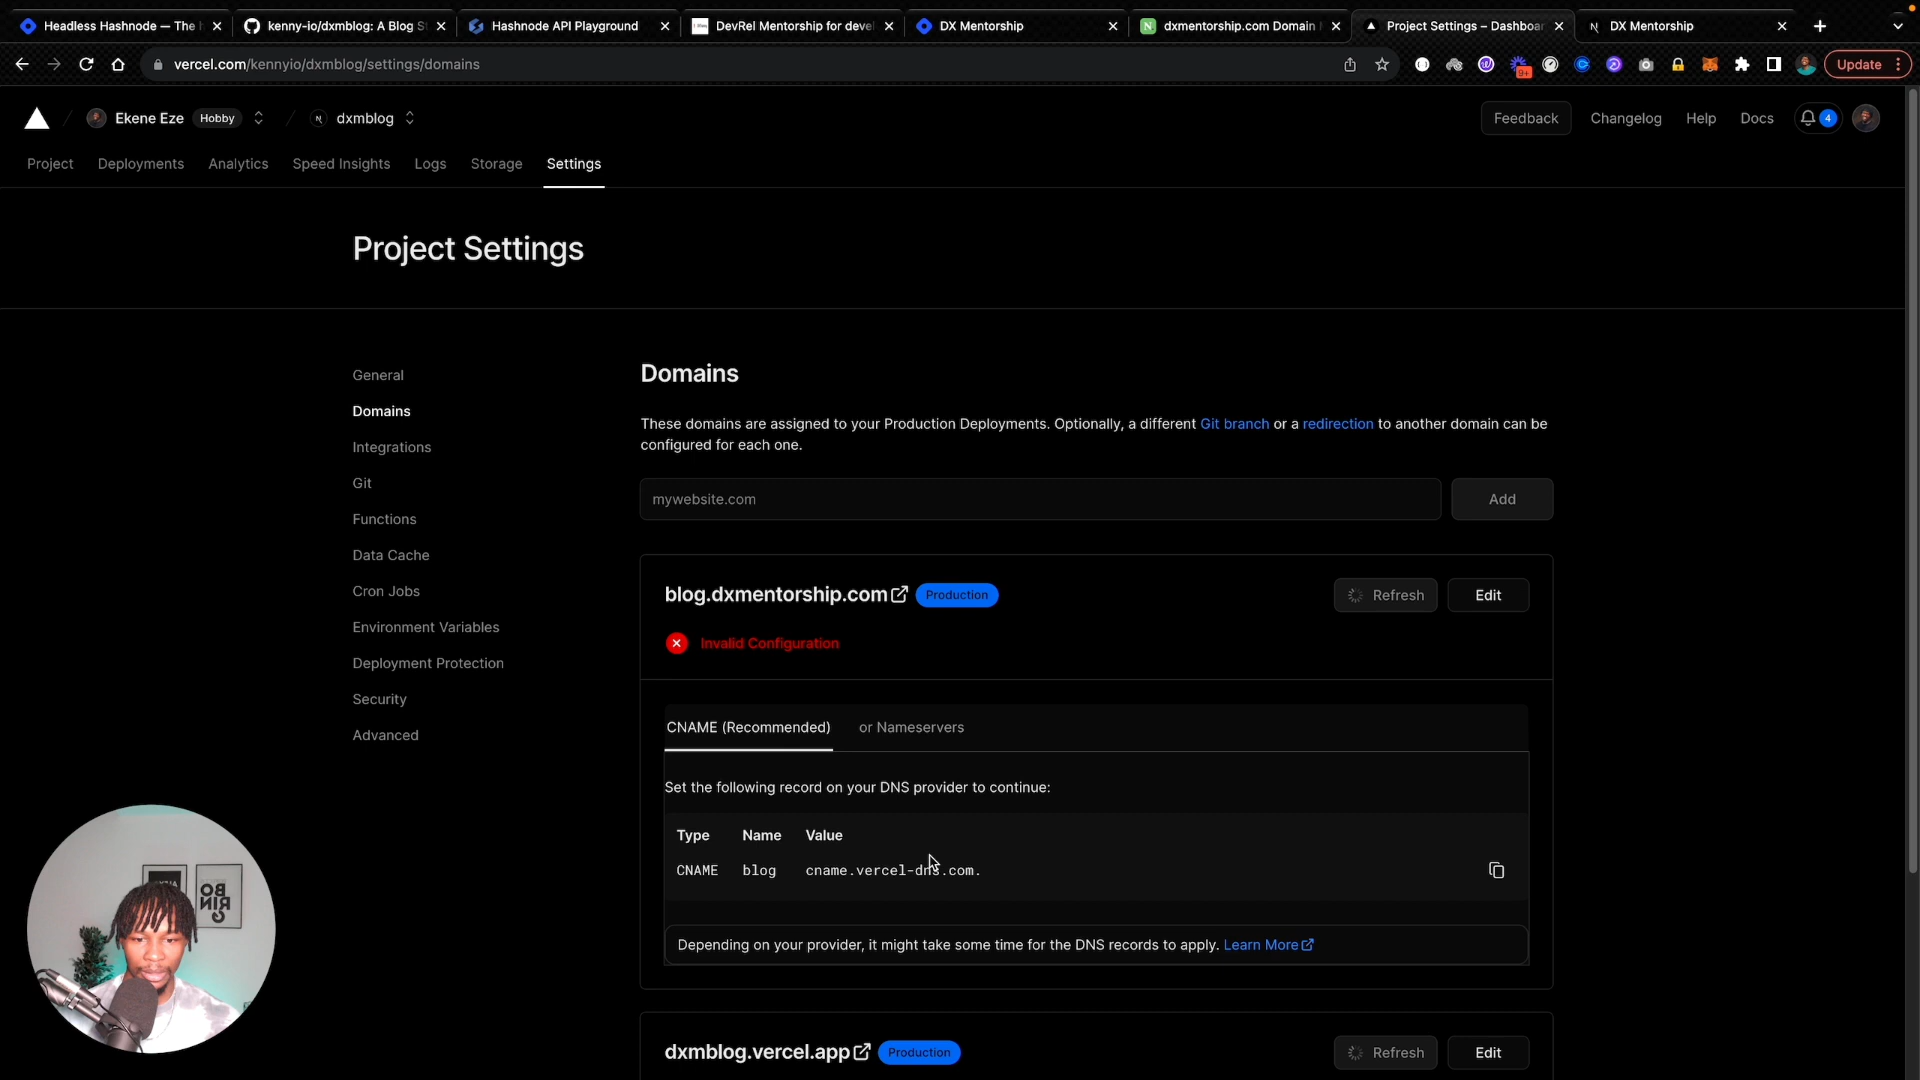 Headless Hashnode — The h
kenny-io/dxmblog: A Blog S
Hashnode API Playground
DevRel Mentorship for deve
DX Mentorship
dxmentorship.com Domain
Project Settings – Dashboar
DX Mentorship
vercel.com/kennyio/dxmblog/settings/domains
9+
Update
Ekene Eze
Hobby
dxmblog
Feedback
Changelog
Help
Docs
4
Project
Deployments
Analytics
Speed Insights
Logs
Storage
Settings
Project Settings
General
Domains
Integrations
Git
Functions
Data Cache
Cron Jobs
Environment Variables
Deployment Protection
Security
Advanced
Domains
These domains are assigned to your Production Deployments. Optionally, a different Git branch or a redirection to another domain can be
configured for each one.
mywebsite.com
Add
blog.dxmentorship.com
Production
Refresh
Edit
Invalid Configuration
CNAME (Recommended)
or Nameservers
Set the following record on your DNS provider to continue:
Type Name Value
CNAME blog cname.vercel-dns.com.
Depending on your provider, it might take some time for the DNS records to apply. Learn More
dxmblog.vercel.app
Production
Refresh
Edit